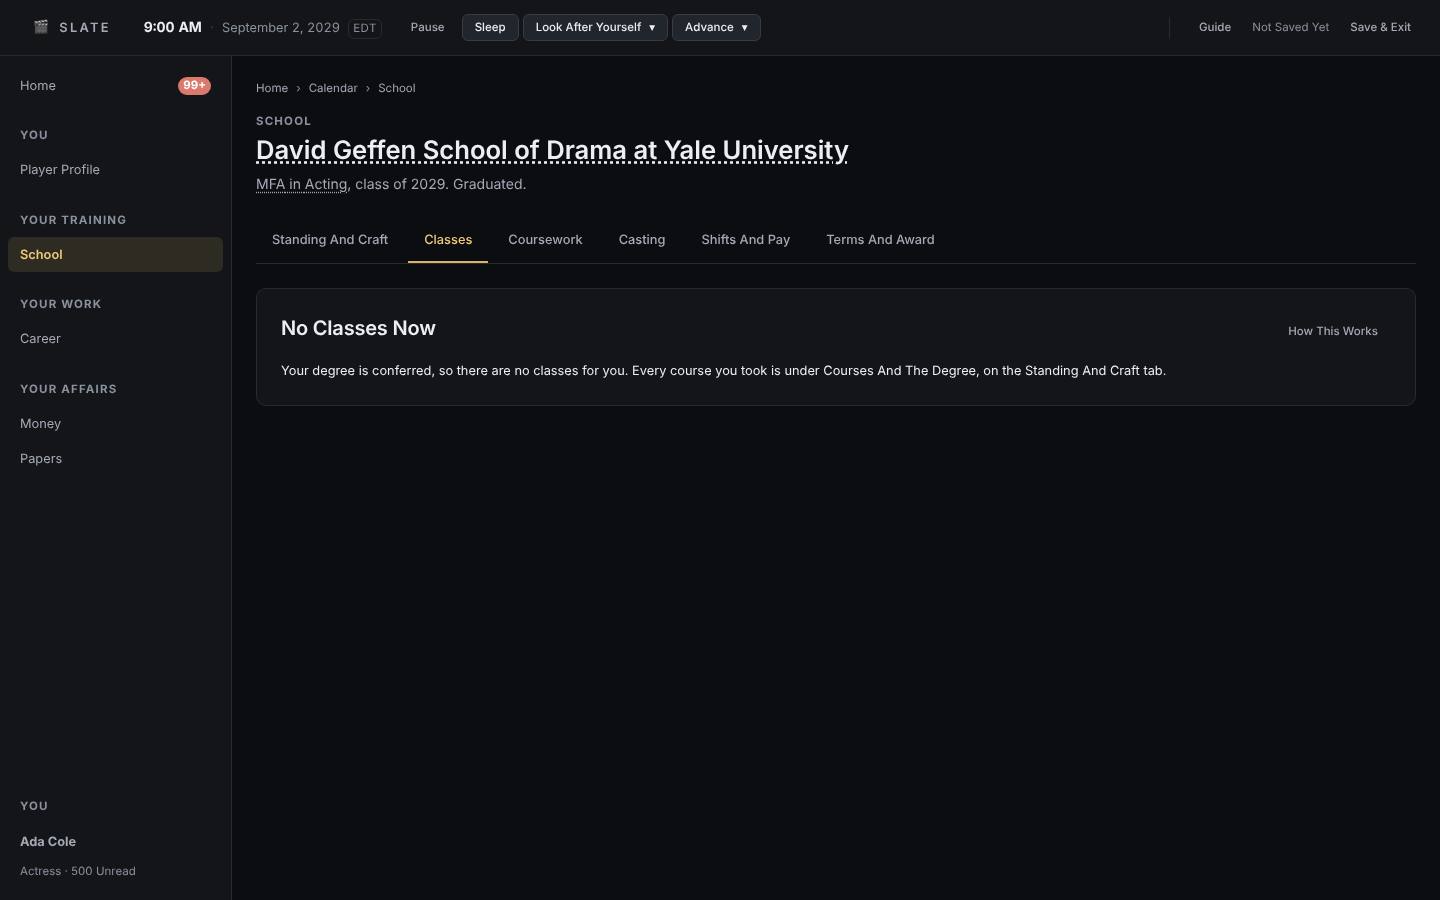 SLATE
9:00 AM · September 2, 2029 EDT
Pause
Sleep
Look After Yourself ▾
Advance ▾
Guide
Not Saved Yet
Save & Exit
Home
99+
YOU
Player Profile
YOUR TRAINING
School
YOUR WORK
Career
YOUR AFFAIRS
Money
Papers
YOU
Ada Cole
Actress · 500 Unread
Home › Calendar › School
SCHOOL
David Geffen School of Drama at Yale University
MFA in Acting, class of 2029. Graduated.
Standing And Craft
Classes
Coursework
Casting
Shifts And Pay
Terms And Award
No Classes Now
How This Works
Your degree is conferred, so there are no classes for you. Every course you took is under Courses And The Degree, on the Standing And Craft tab.